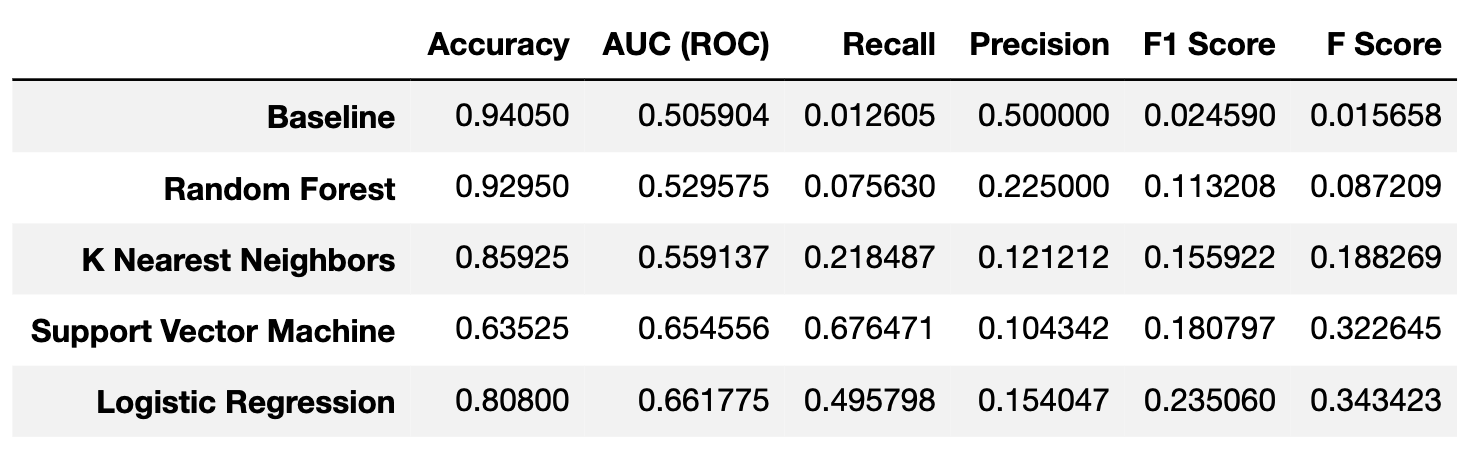 Accuracy AUC (ROC) Recall Precision F1 Score F Score
Baseline 0.94050 0.505904 0.012605 0.500000 0.024590 0.015658
Random Forest 0.92950 0.529575 0.075630 0.225000 0.113208 0.087209
K Nearest Neighbors 0.85925 0.559137 0.218487 0.121212 0.155922 0.188269
Support Vector Machine 0.63525 0.654556 0.676471 0.104342 0.180797 0.322645
Logistic Regression 0.80800 0.661775 0.495798 0.154047 0.235060 0.343423